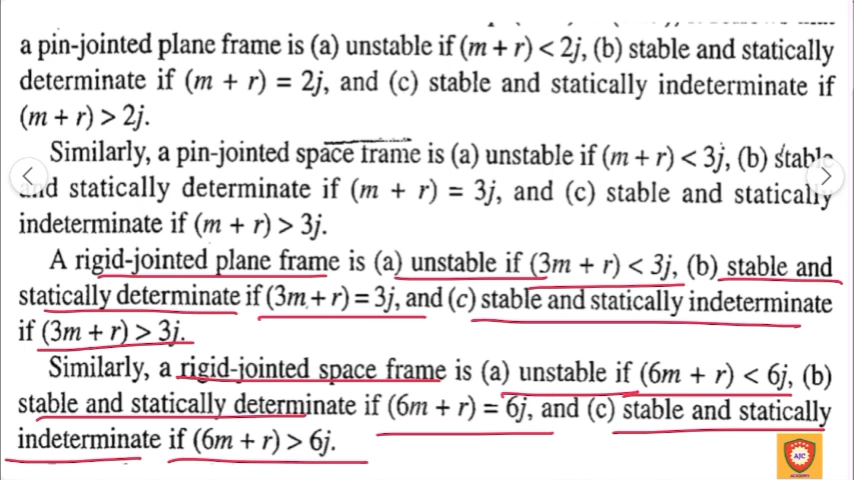 a pin-jointed plane frame is (a) unstable if (m + r) < 2j, (b) stable and statically
determinate if (m + r) = 2j, and (c) stable and statically indeterminate if
(m + r) > 2j.
Similarly, a pin-jointed space frame is (a) unstable if (m + r) < 3j, (b) stable
and statically determinate if (m + r) = 3j, and (c) stable and statically
indeterminate if (m + r) > 3j.
A rigid-jointed plane frame is (a) unstable if (3m + r) < 3j, (b) stable and
statically determinate if (3m + r) = 3j, and (c) stable and statically indeterminate
if (3m + r) > 3j.
Similarly, a rigid-jointed space frame is (a) unstable if (6m + r) < 6j, (b)
stable and statically determinate if (6m + r) = 6j, and (c) stable and statically
indeterminate if (6m + r) > 6j.
AJC
ACADEMY